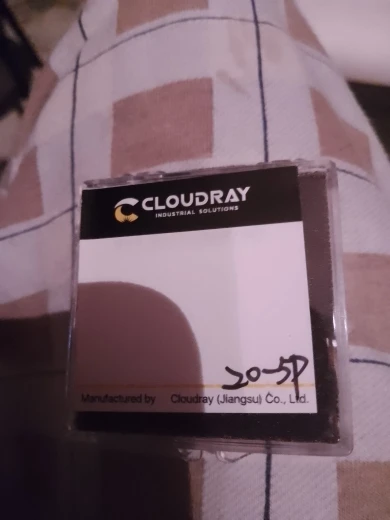 CLOUDRAY
INDUSTRIAL SOLUTIONS
20-5P
Manufactured by Cloudray (Jiangsu) Co., Ltd.